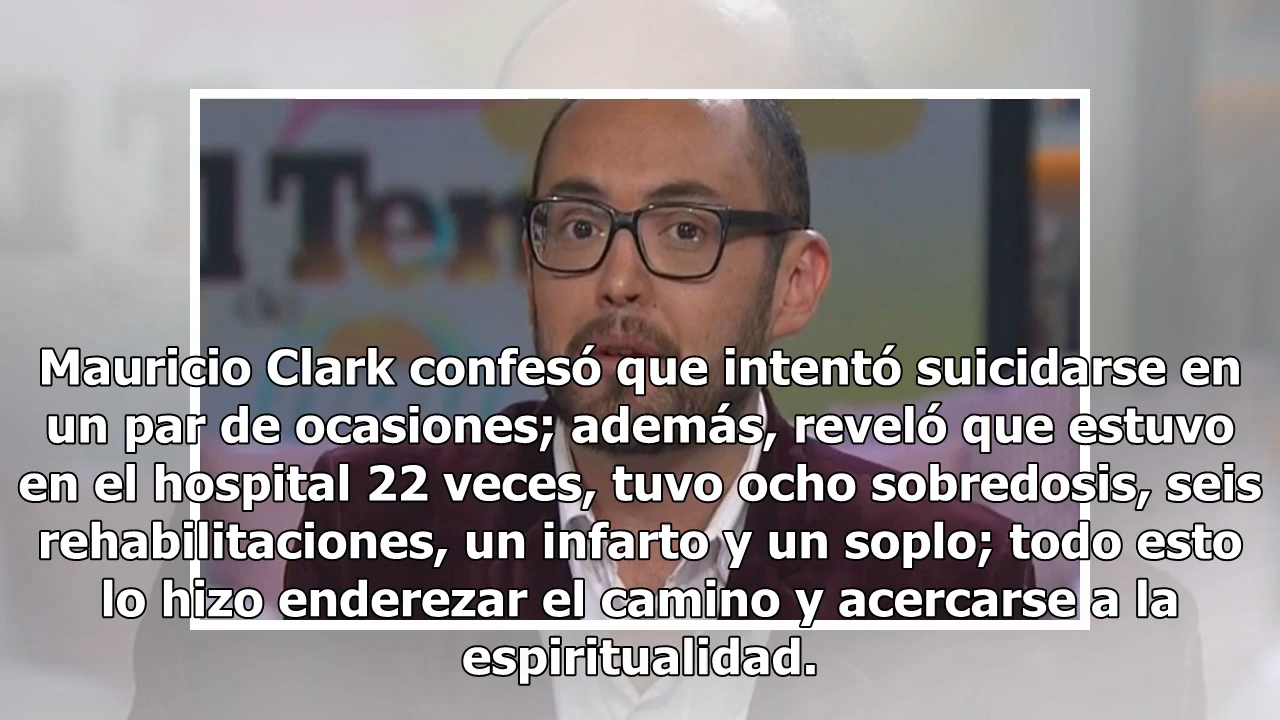 l Tem
de
Mauricio Clark confesó que intentó suicidarse en
un par de ocasiones; además, reveló que estuvo
en el hospital 22 veces, tuvo ocho sobredosis, seis
rehabilitaciones, un infarto y un soplo; todo esto
lo hizo enderezar el camino y acercarse a la
espiritualidad.